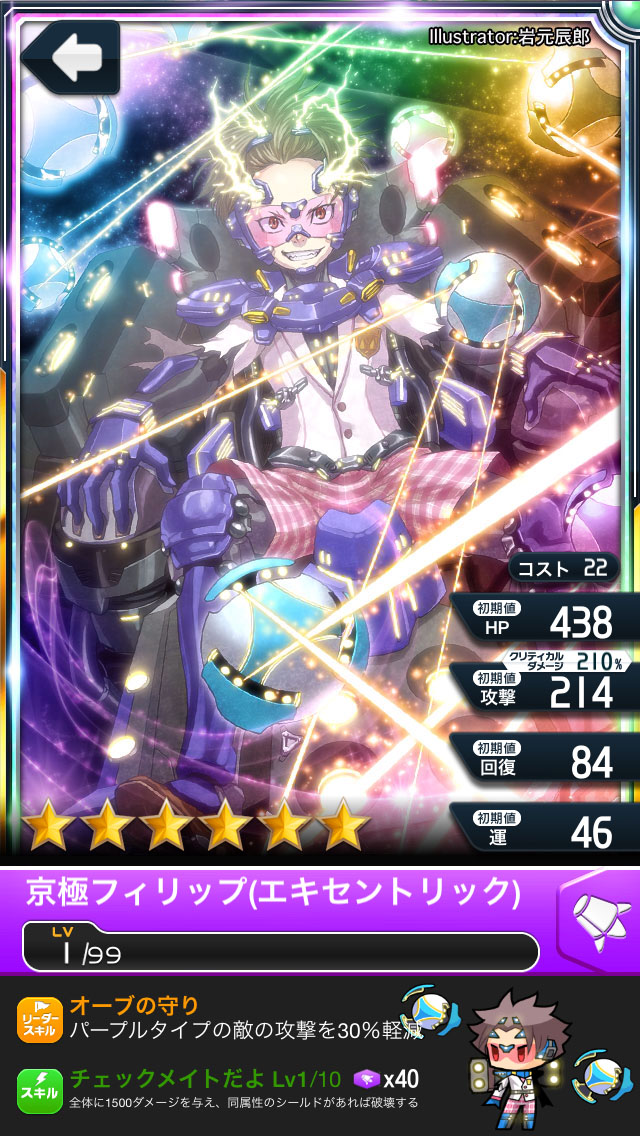 Illustrator:岩元辰郎
コスト 22
初期値
HP 438
クリティカル
ダメージ 210%
初期値
攻撃 214
初期値
回復 84
初期値
運 46
京極フィリップ(エキセントリック)
LV
1/99
リーダー
スキル
オーブの守り
パープルタイプの敵の攻撃を30%軽減
スキル
チェックメイトだよ Lv1/10 x40
全体に1500ダメージを与え、同属性のシールドがあれば破壊する